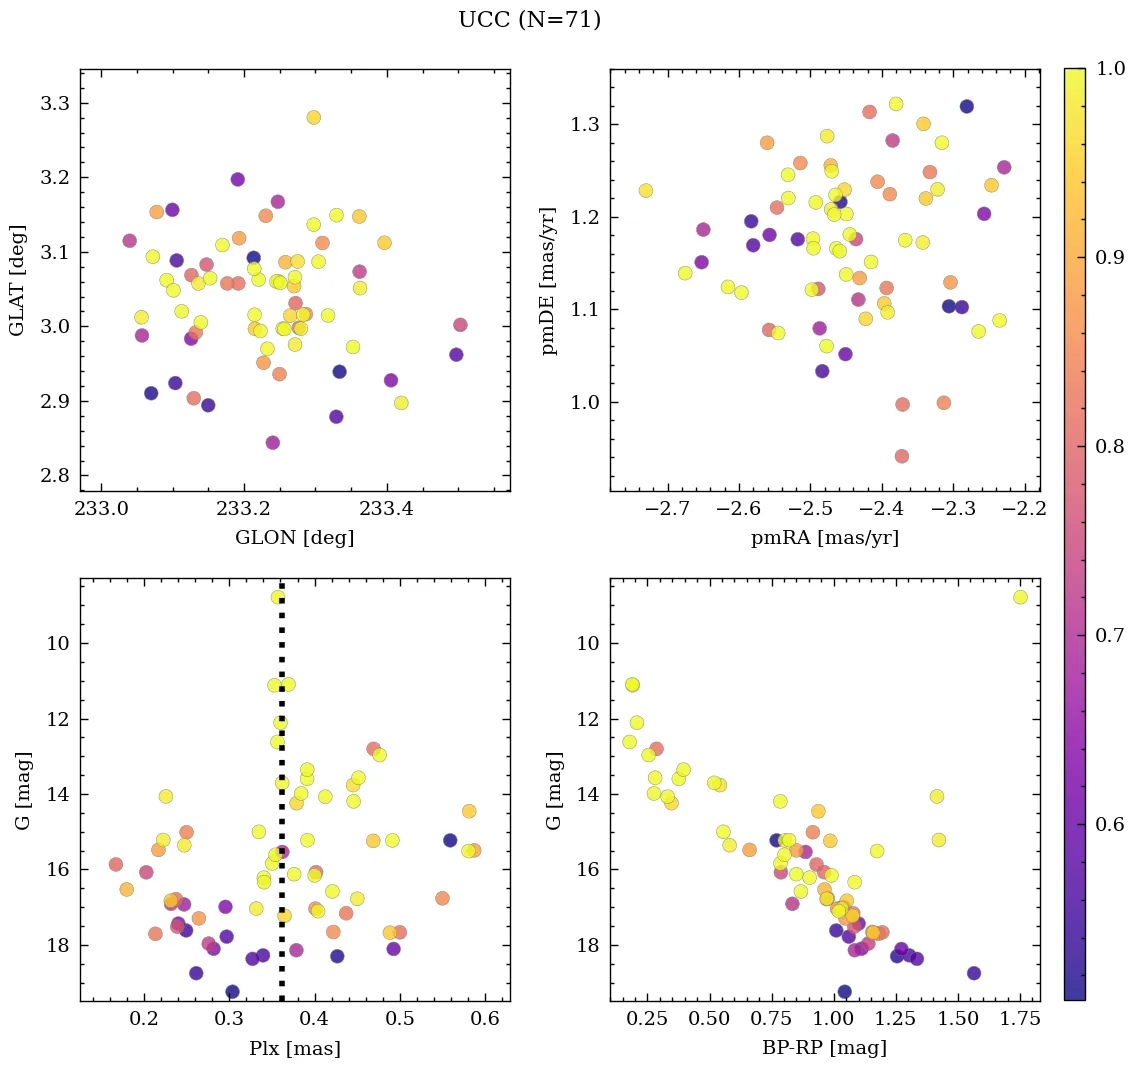 UCC (N=71)
3.3
3.2
3.1
3.0
2.9
2.8
GLAT [deg]
233.0 233.2 233.4
GLON [deg]
1.3
1.2
1.1
1.0
pmDE [mas/yr]
−2.7 −2.6 −2.5 −2.4 −2.3 −2.2
pmRA [mas/yr]
10
12
14
16
18
G [mag]
0.2 0.3 0.4 0.5 0.6
Plx [mas]
10
12
14
16
18
G [mag]
0.25 0.50 0.75 1.00 1.25 1.50 1.75
BP-RP [mag]
1.0
0.9
0.8
0.7
0.6